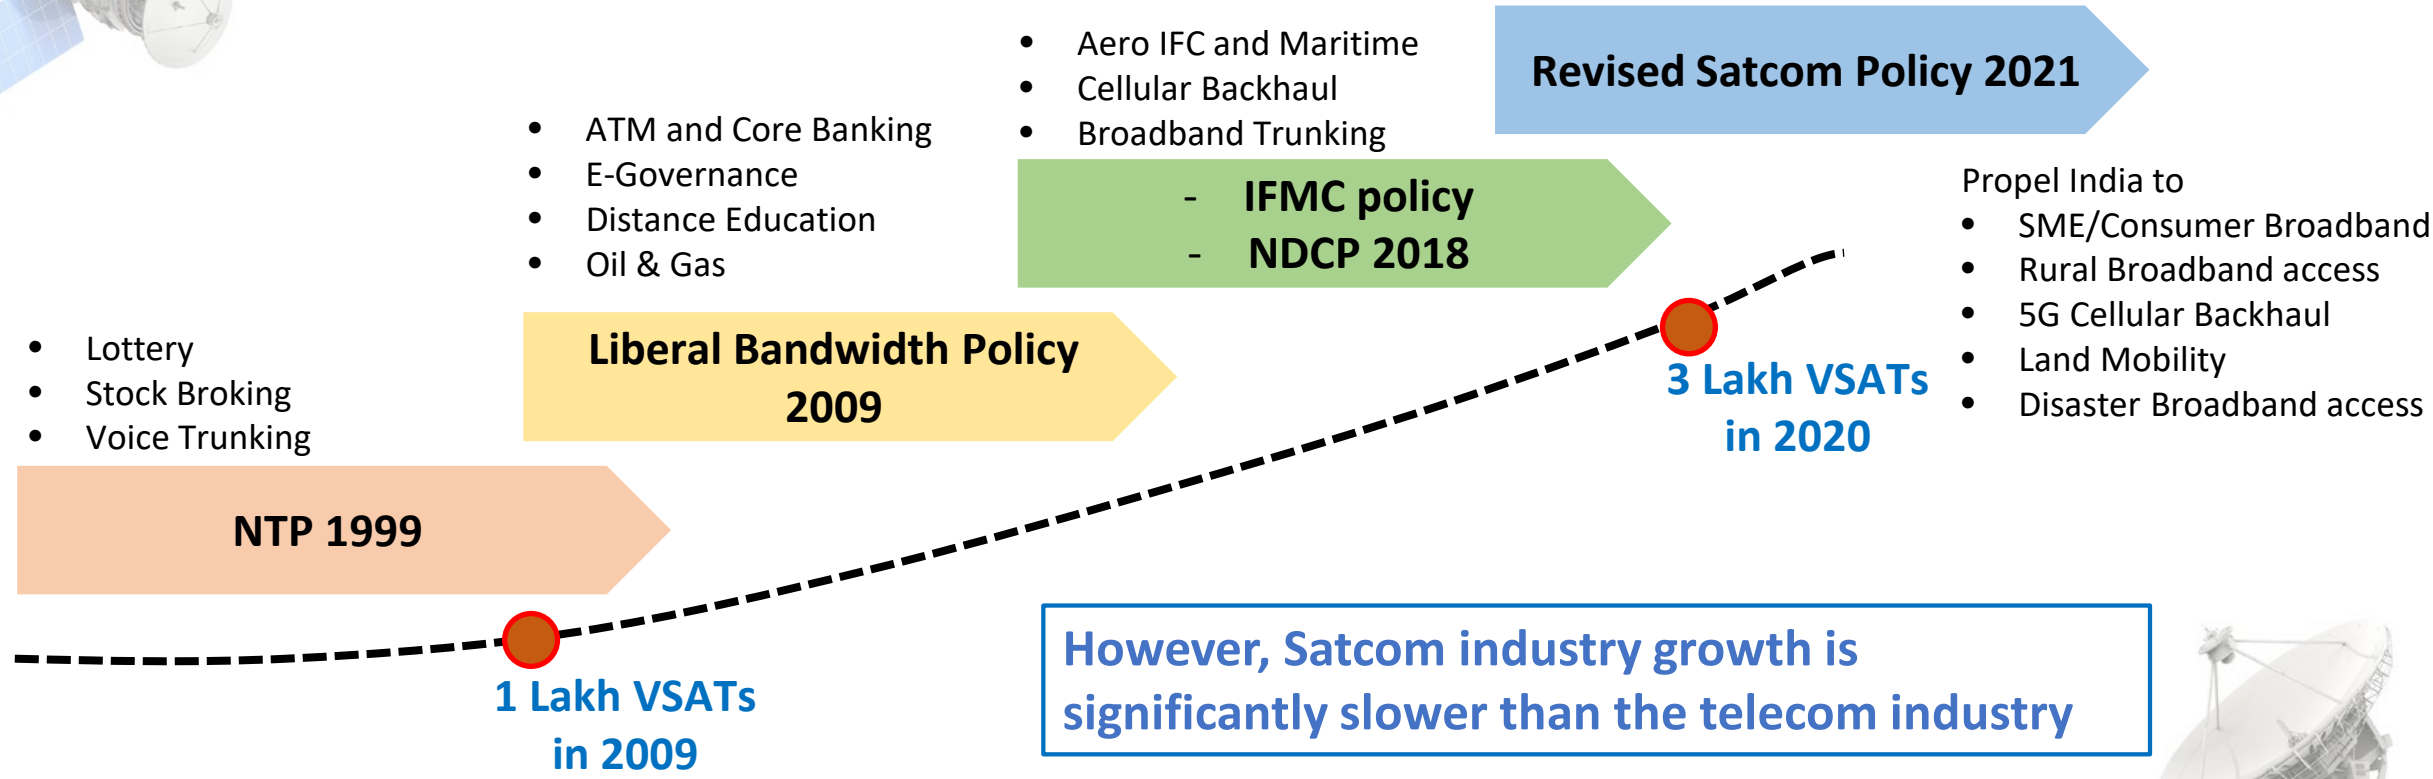 • Lottery
• Stock Broking
• Voice Trunking
NTP 1999
• ATM and Core Banking
• E-Governance
• Distance Education
• Oil & Gas
Liberal Bandwidth Policy
2009
• Aero IFC and Maritime
• Cellular Backhaul
• Broadband Trunking
- IFMC policy
- NDCP 2018
Revised Satcom Policy 2021
Propel India to
• SME/Consumer Broadband
• Rural Broadband access
• 5G Cellular Backhaul
• Land Mobility
• Disaster Broadband access
1 Lakh VSATs
in 2009
3 Lakh VSATs
in 2020
However, Satcom industry growth is
significantly slower than the telecom industry